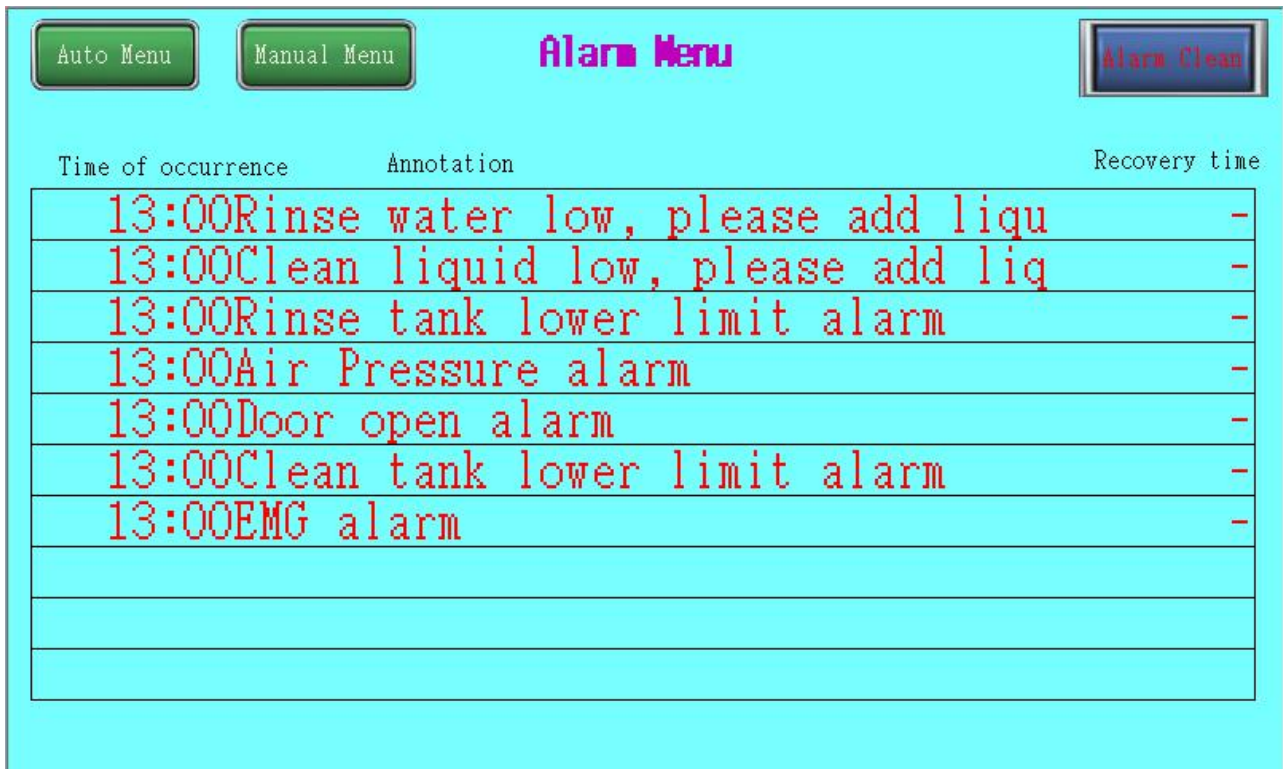 Auto Menu Manual Menu Alarm Menu Alarm Clean
Time of occurrence Annotation Recovery time
13:00Rinse water low, please add liqu -
13:00Clean liquid low, please add liq -
13:00Rinse tank lower limit alarm -
13:00Air Pressure alarm -
13:00Door open alarm -
13:00Clean tank lower limit alarm -
13:00EMG alarm -